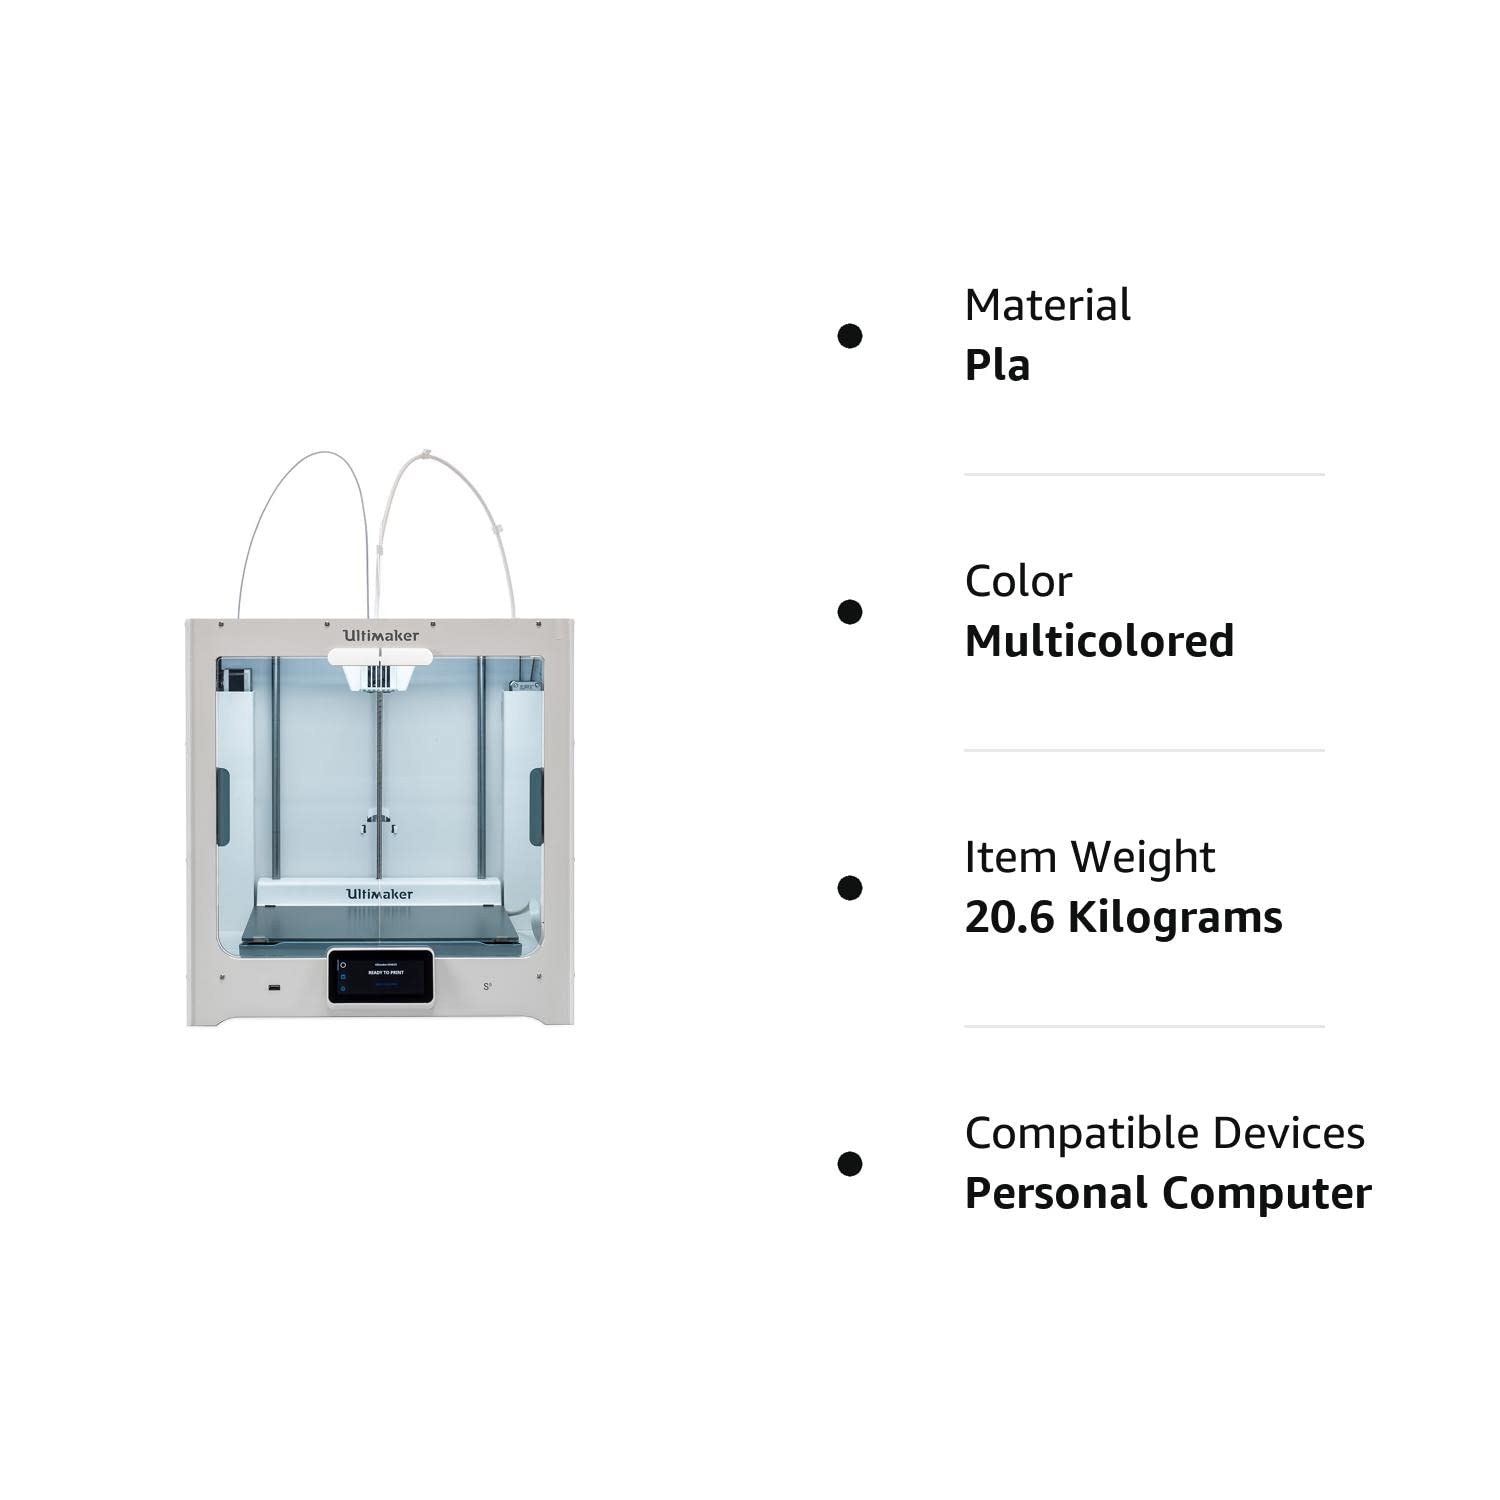 Material
Pla
Color
Multicolored
Item Weight
20.6 Kilograms
Compatible Devices
Personal Computer
Ultimaker
Ultimaker
READY TO PRINT
S5